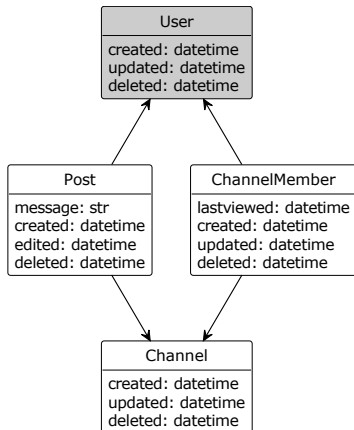 User
created: datetime
updated: datetime
deleted: datetime
Post
message: str
created: datetime
edited: datetime
deleted: datetime
ChannelMember
lastviewed: datetime
created: datetime
updated: datetime
deleted: datetime
Channel
created: datetime
updated: datetime
deleted: datetime